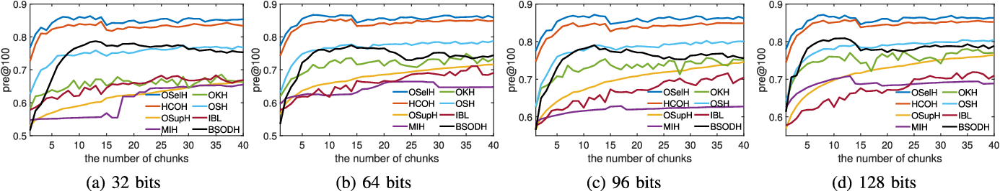 0.9
0.8
0.7
0.6
0.5
pre@100
5 10 15 20 25 30 35 40
the number of chunks
OSelH OKH
HCOH OSH
OSupH IBL
MIH BSODH
(a) 32 bits
0.9
0.8
0.7
0.6
0.5
pre@100
5 10 15 20 25 30 35 40
the number of chunks
OSelH OKH
HCOH OSH
OSupH IBL
MIH BSODH
(b) 64 bits
0.9
0.8
0.7
0.6
pre@100
5 10 15 20 25 30 35 40
the number of chunks
OSelH OKH
HCOH OSH
OSupH IBL
MIH BSODH
(c) 96 bits
0.9
0.8
0.7
0.6
pre@100
5 10 15 20 25 30 35 40
the number of chunks
OSelH OKH
HCOH OSH
OSupH IBL
MIH BSODH
(d) 128 bits